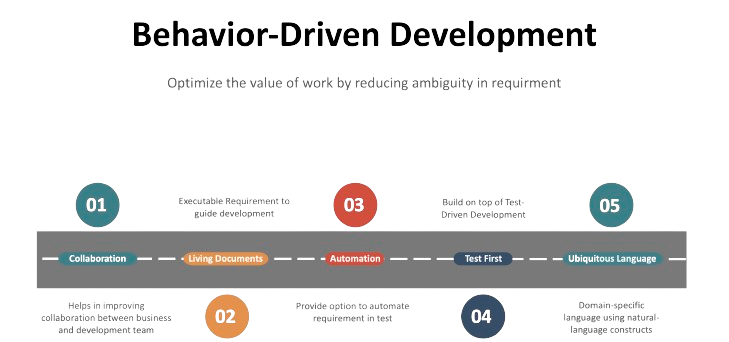 Behavior-Driven Development
Optimize the value of work by reducing ambiguity in requirment
01
Executable Requirement to
guide development
03
Build on top of Test-
Driven Development
05
Collaboration
Living Documents
Automation
Test First
Ubiquitous Language
Helps in improving
collaboration between business
and development team
02
Provide option to automate
requirement in test
04
Domain-specific
language using natural-
language constructs